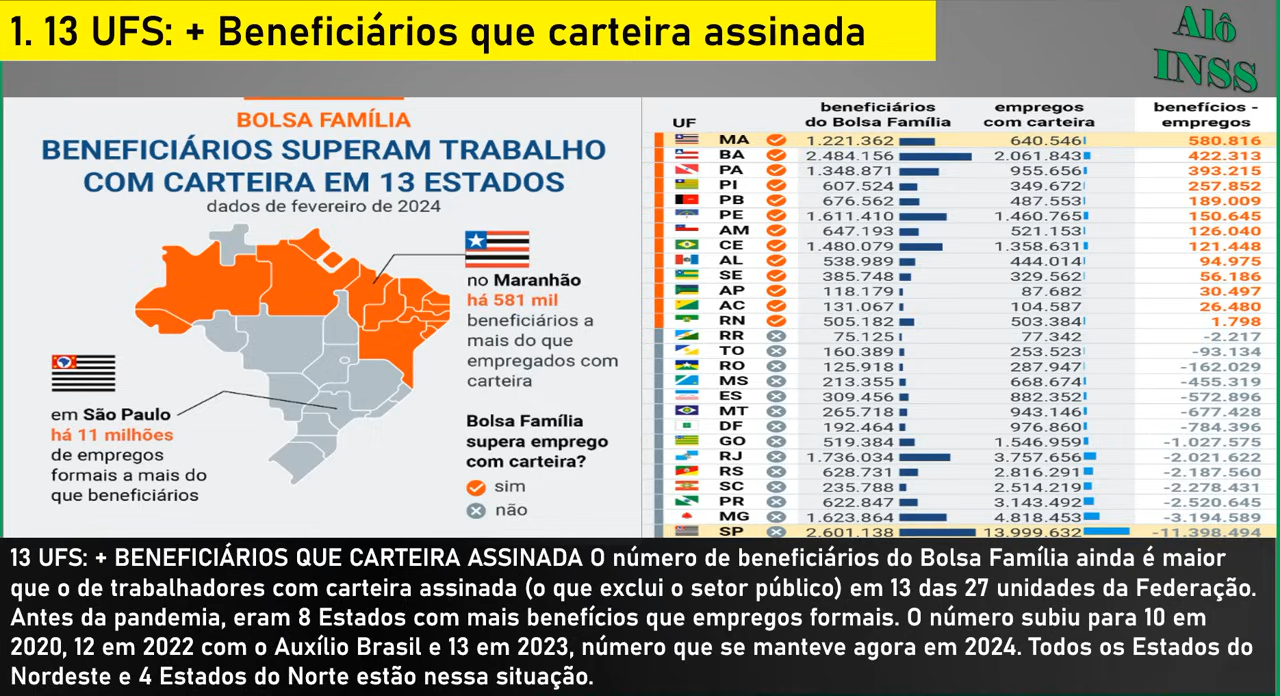 1. 13 UFS: + Beneficiários que carteira assinada
Alô
INSS
BOLSA FAMÍLIA
BENEFICIÁRIOS SUPERAM TRABALHO
COM CARTEIRA EM 13 ESTADOS
dados de fevereiro de 2024
no Maranhão
há 581 mil
beneficiários a
mais do que
empregados com
carteira
em São Paulo
há 11 milhões
de empregos
formais a mais do
que beneficiários
Bolsa Família
supera emprego
com carteira?
sim
não
UF beneficiários do Bolsa Família empregos com carteira benefícios - empregos
MA 1.221.362 640.546 580.816
BA 2.484.156 2.061.843 422.313
PA 1.348.871 955.656 393.215
PI 607.524 349.672 257.852
PB 676.562 487.553 189.009
PE 1.611.410 1.460.765 150.645
AM 647.193 521.153 126.040
CE 1.480.079 1.358.631 121.448
AL 538.989 444.014 94.975
SE 385.748 329.562 56.186
AP 118.179 87.682 30.497
AC 131.067 104.587 26.480
RN 505.182 503.384 1.798
RR 75.125 77.342 -2.217
TO 160.389 253.523 -93.134
RO 125.918 287.947 -162.029
MS 213.355 668.674 -455.319
ES 309.456 882.352 -572.896
MT 265.718 943.146 -677.428
DF 192.464 976.860 -784.396
GO 519.384 1.546.959 -1.027.575
RJ 1.736.034 3.757.656 -2.021.622
RS 628.731 2.816.291 -2.187.560
SC 235.788 2.514.219 -2.278.431
PR 622.847 3.143.492 -2.520.645
MG 1.623.864 4.818.453 -3.194.589
SP 2.601.138 13.999.632 -11.398.494
13 UFS: + BENEFICIÁRIOS QUE CARTEIRA ASSINADA O número de beneficiários do Bolsa Família ainda é maior
que o de trabalhadores com carteira assinada (o que exclui o setor público) em 13 das 27 unidades da Federação.
Antes da pandemia, eram 8 Estados com mais benefícios que empregos formais. O número subiu para 10 em
2020, 12 em 2022 com o Auxílio Brasil e 13 em 2023, número que se manteve agora em 2024. Todos os Estados do
Nordeste e 4 Estados do Norte estão nessa situação.